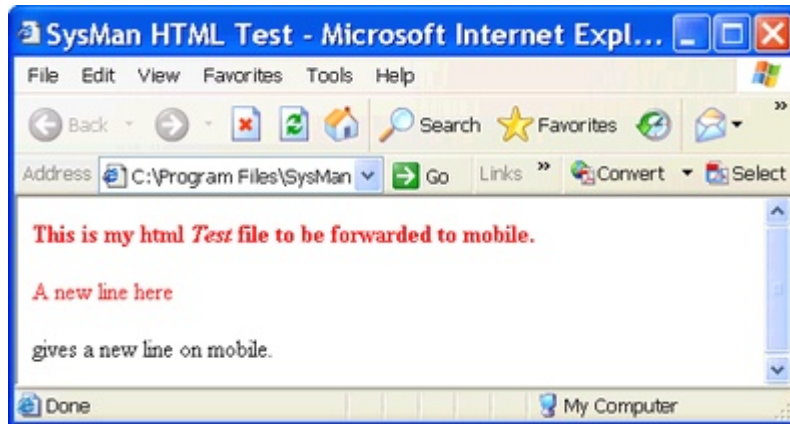 SysMan HTML Test - Microsoft Internet Expl...
File Edit View Favorites Tools Help
Back Search Favorites »
Address C:\Program Files\SysMan Go Links » Convert Select
This is my html Test file to be forwarded to mobile.
A new line here
gives a new line on mobile.
Done My Computer